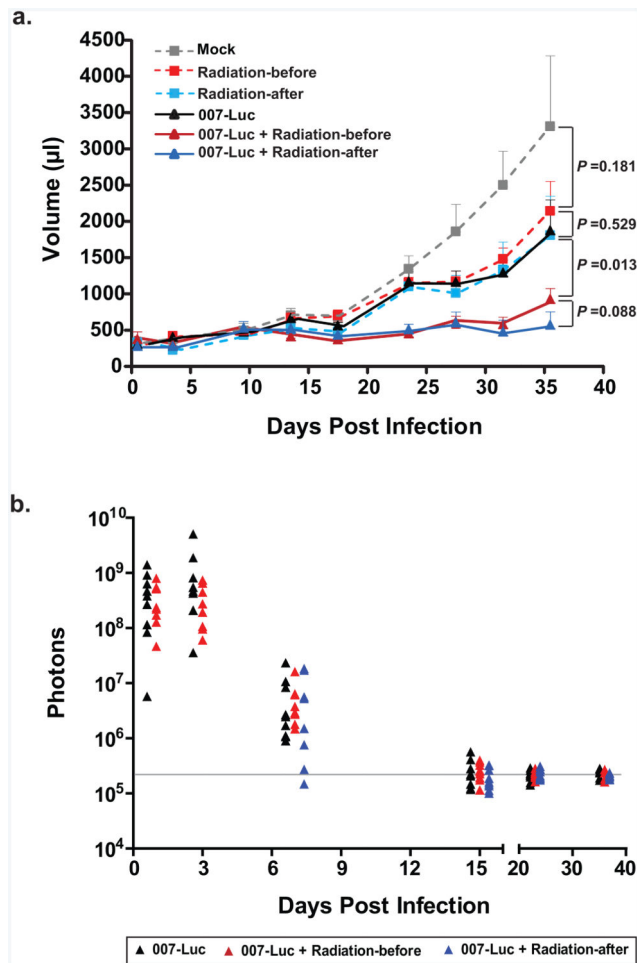 a.
4500
4000
3500
3000
2500
2000
1500
1000
500
0
Volume (µl)
Mock
Radiation-before
Radiation-after
007-Luc
007-Luc + Radiation-before
007-Luc + Radiation-after
P =0.181
P =0.529
P =0.013
P =0.088
0 5 10 15 20 25 30 35 40
Days Post Infection
b.
10^10
10^9
10^8
10^7
10^6
10^5
10^4
Photons
0 3 6 9 12 15 20 30 40
Days Post Infection
007-Luc 007-Luc + Radiation-before 007-Luc + Radiation-after